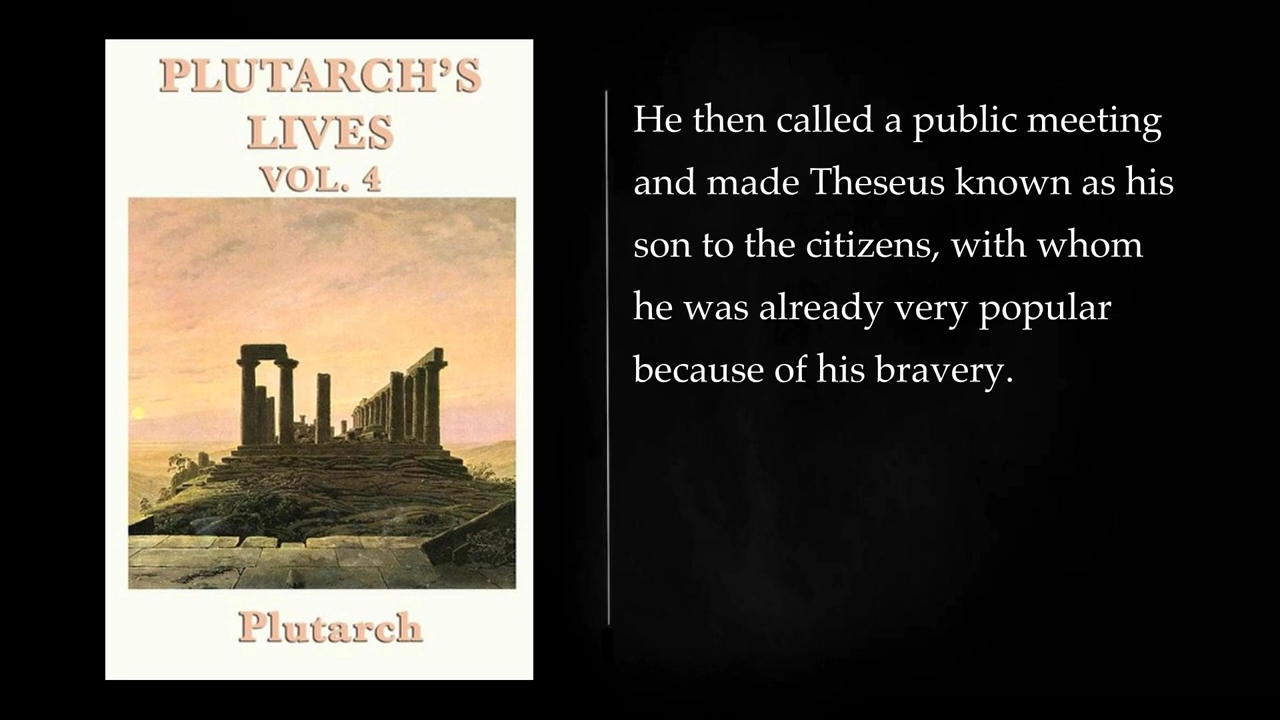 PLUTARCH'S
LIVES
VOL. 4
Plutarch
He then called a public meeting
and made Theseus known as his
son to the citizens, with whom
he was already very popular
because of his bravery.